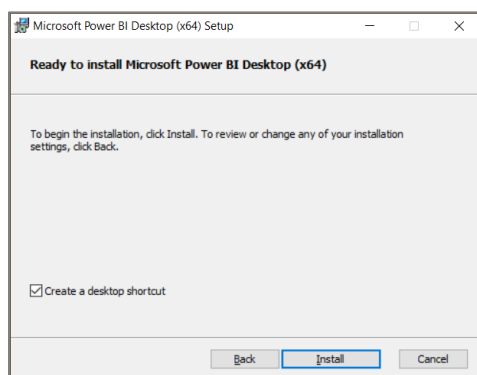 Microsoft Power BI Desktop (x64) Setup
Ready to install Microsoft Power BI Desktop (x64)
To begin the installation, click Install. To review or change any of your installation
settings, click Back.
Create a desktop shortcut
Back Install Cancel